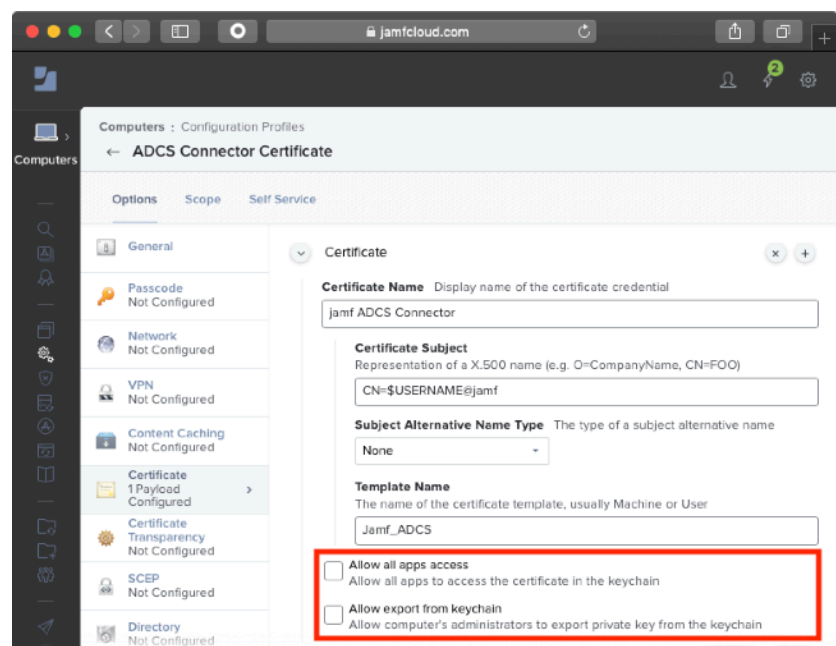 jamfcloud.com
2
Computers : Configuration Profiles
← ADCS Connector Certificate
Computers
Options Scope Self Service
General
Passcode
Not Configured
Network
Not Configured
VPN
Not Configured
Content Caching
Not Configured
Certificate
1 Payload
Configured
Certificate
Transparency
Not Configured
SCEP
Not Configured
Directory
Not Configured
Certificate
Certificate Name Display name of the certificate credential
jamf ADCS Connector
Certificate Subject
Representation of a X.500 name (e.g. O=CompanyName, CN=FOO)
CN=$USERNAME@jamf
Subject Alternative Name Type The type of a subject alternative name
None
Template Name
The name of the certificate template, usually Machine or User
Jamf_ADCS
Allow all apps access
Allow all apps to access the certificate in the keychain
Allow export from keychain
Allow computer's administrators to export private key from the keychain